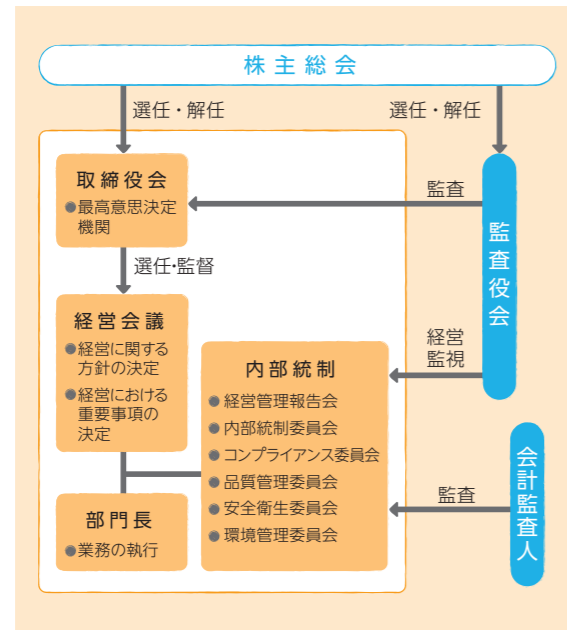 株主総会
選任・解任
選任・解任
取締役会
●最高意思決定
機関
監査
監査役会
選任・監督
経営会議
●経営に関する
方針の決定
●経営における
重要事項の
決定
経営
監視
内部統制
●経営管理報告会
●内部統制委員会
●コンプライアンス委員会
●品質管理委員会
●安全衛生委員会
●環境管理委員会
監査
会計監査人
部門長
●業務の執行